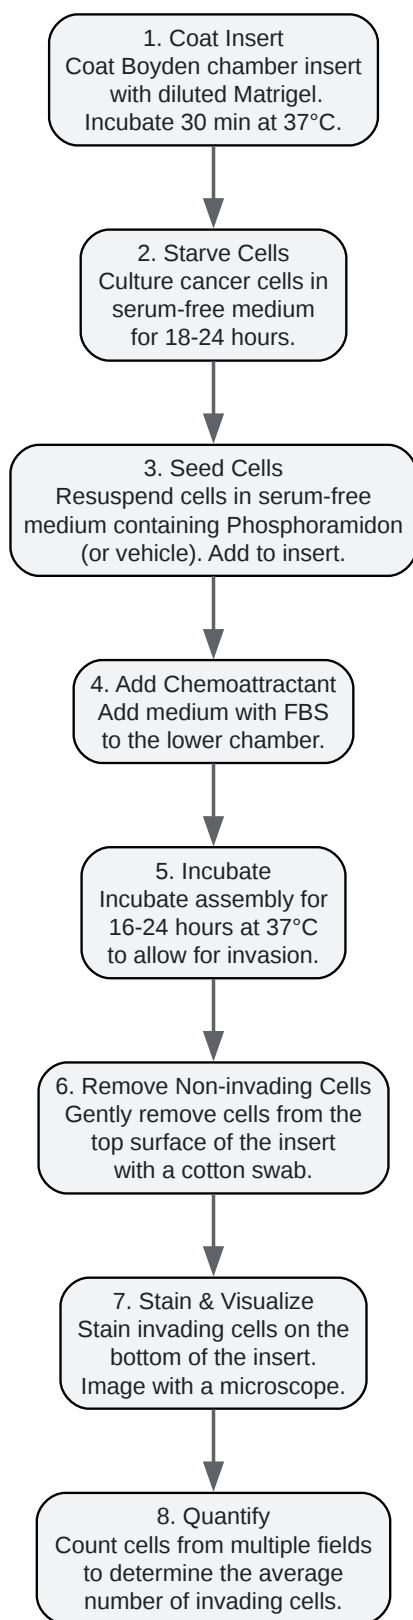 1. Coat Insert
Coat Boyden chamber insert
with diluted Matrigel.
Incubate 30 min at 37°C.
2. Starve Cells
Culture cancer cells in
serum-free medium
for 18-24 hours.
3. Seed Cells
Resuspend cells in serum-free
medium containing Phosphoramidon
(or vehicle). Add to insert.
4. Add Chemoattractant
Add medium with FBS
to the lower chamber.
5. Incubate
Incubate assembly for
16-24 hours at 37°C
to allow for invasion.
6. Remove Non-invading Cells
Gently remove cells from the
top surface of the insert
with a cotton swab.
7. Stain & Visualize
Stain invading cells on the
bottom of the insert.
Image with a microscope.
8. Quantify
Count cells from multiple fields
to determine the average
number of invading cells.